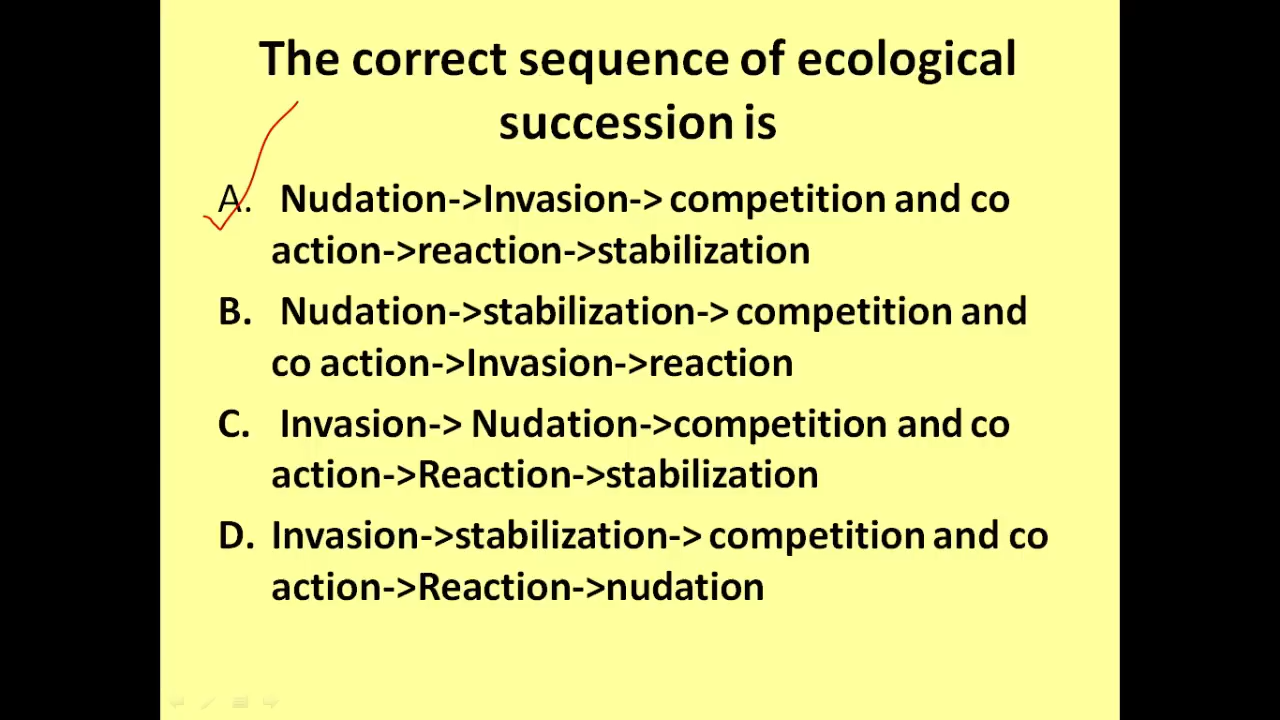 The correct sequence of ecological
succession is
A. Nudation->Invasion-> competition and co
action->reaction->stabilization
B. Nudation->stabilization-> competition and
co action->Invasion->reaction
C. Invasion-> Nudation->competition and co
action->Reaction->stabilization
D. Invasion->stabilization-> competition and co
action->Reaction->nudation